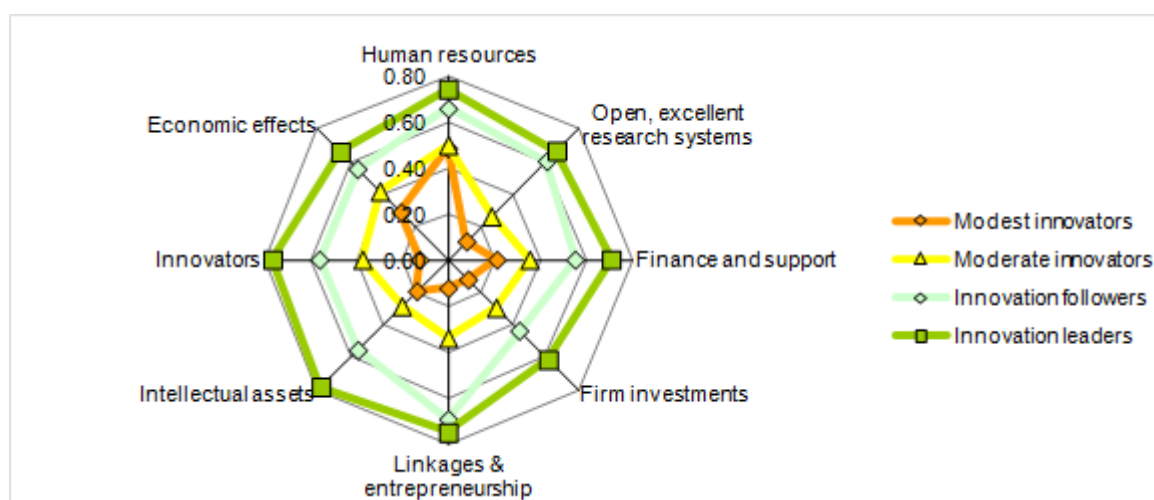 Human resources
0.80
Open, excellent
research systems
Economic effects
0.60
0.40
0.20
Innovators
0.00
Finance and support
Modest innovators
Moderate innovators
Innovation followers
Innovation leaders
Intellectual assets
Firm investments
Linkages &
entrepreneurship